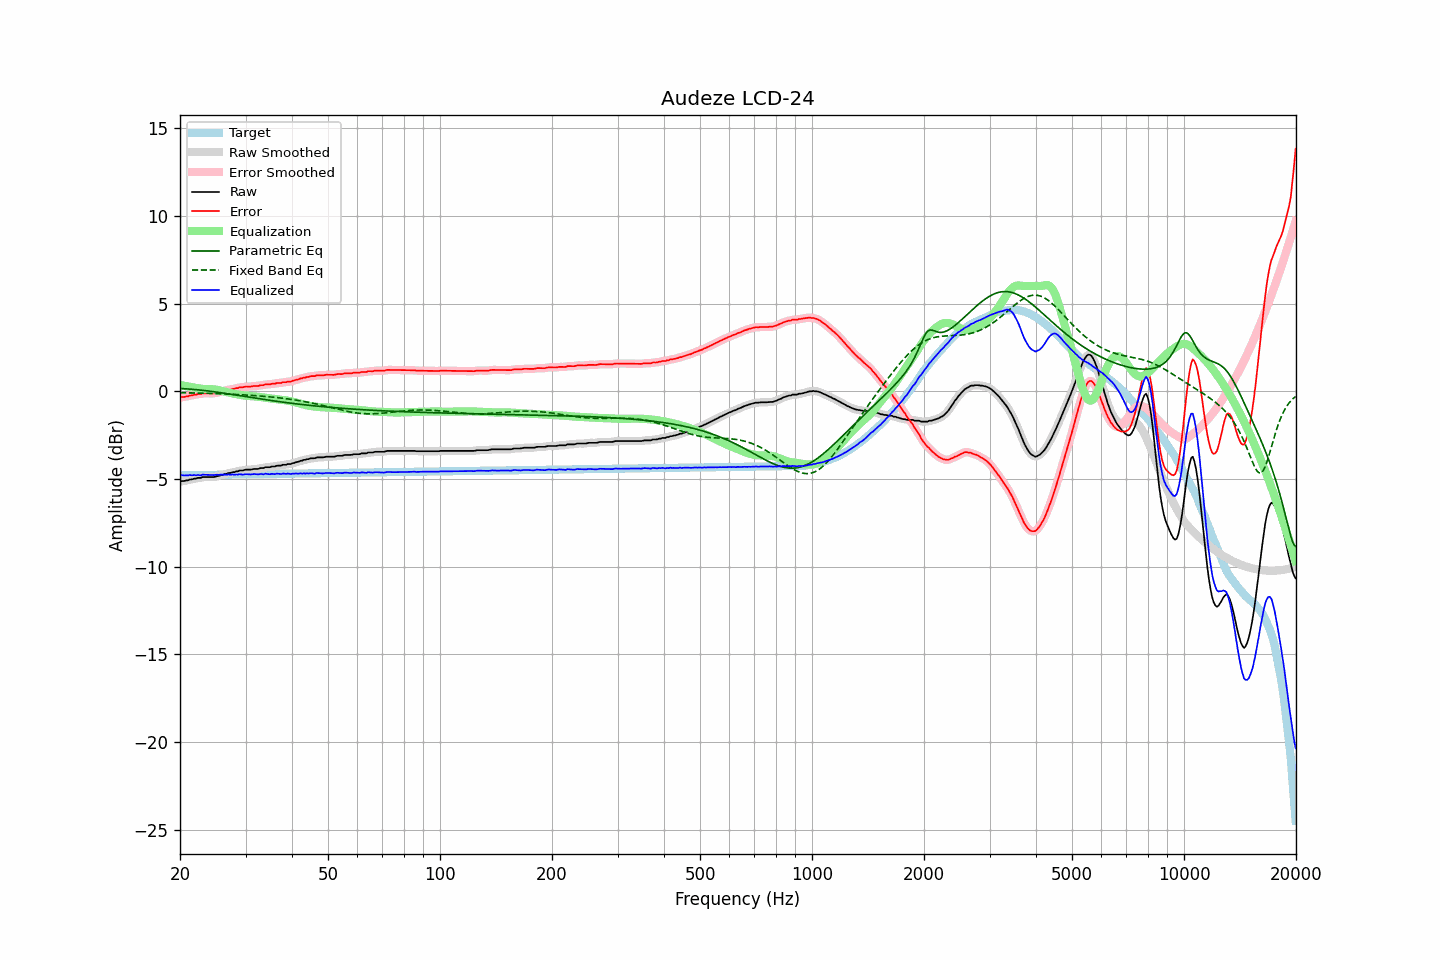 Audeze LCD-24
15
10
5
0
−5
−10
−15
−20
−25
Amplitude (dBr)
Target
Raw Smoothed
Error Smoothed
Raw
Error
Equalization
Parametric Eq
Fixed Band Eq
Equalized
20 50 100 200 500 1000 2000 5000 10000 20000
Frequency (Hz)